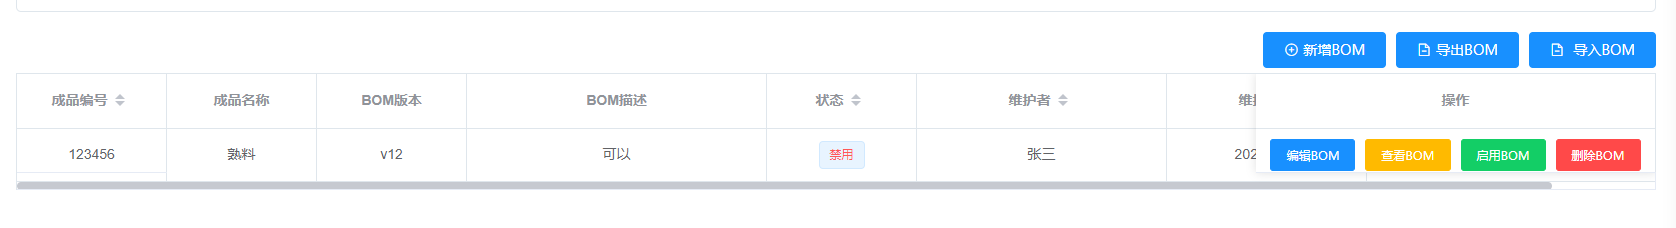 新增BOM 导出BOM 导入BOM
成品编号 成品名称 BOM版本 BOM描述 状态 维护者 维 操作
123456 熟料 v12 可以 禁用 张三 202 编辑BOM 查看BOM 启用BOM 删除BOM